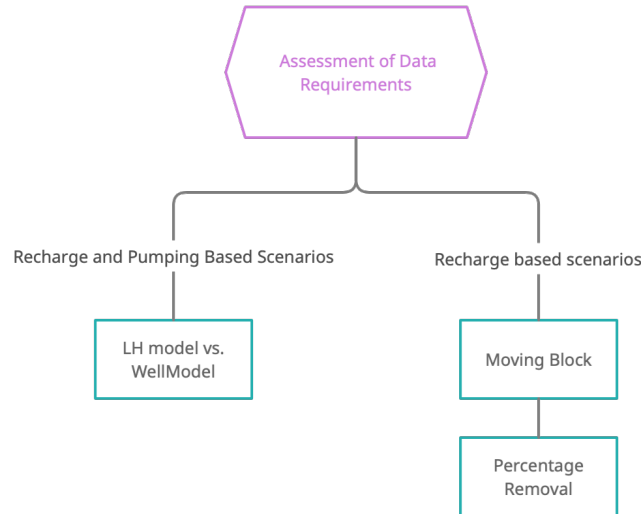 Assessment of Data
Requirements
Recharge and Pumping Based Scenarios
Recharge based scenarios
LH model vs.
WellModel
Moving Block
Percentage
Removal